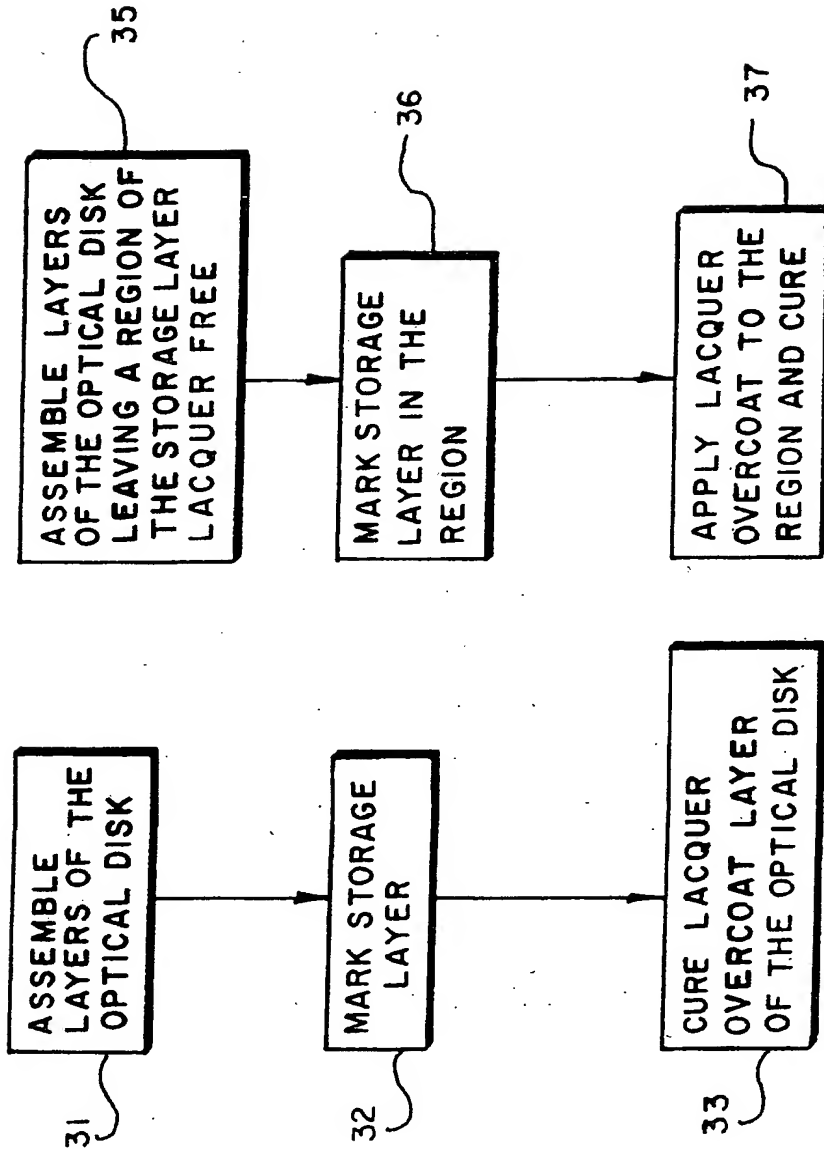 31
ASSEMBLE
LAYERS OF THE
OPTICAL DISK
32
MARK STORAGE
LAYER
33
CURE LACQUER
OVERCOAT LAYER
OF THE OPTICAL DISK
35
ASSEMBLE LAYERS
OF THE OPTICAL DISK
LEAVING A REGION OF
THE STORAGE LAYER
LACQUER FREE
36
MARK STORAGE
LAYER IN THE
REGION
37
APPLY LACQUER
OVERCOAT TO THE
REGION AND CURE